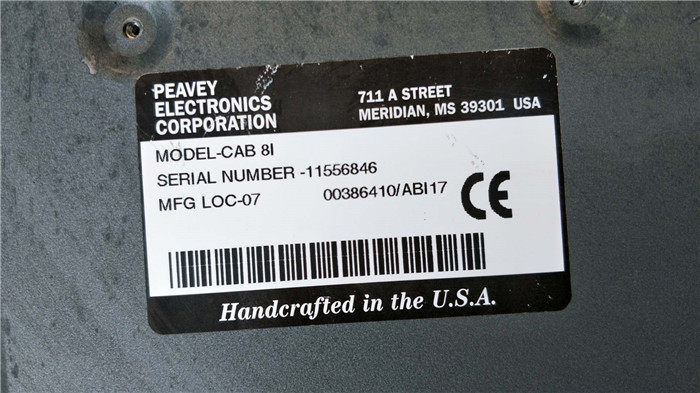 PEAVEY
ELECTRONICS
CORPORATION
711 A STREET
MERIDIAN, MS 39301 USA
MODEL-CAB 8I
SERIAL NUMBER -11556846
MFG LOC-07 00386410/ABI17
CE
Handcrafted in the U.S.A.